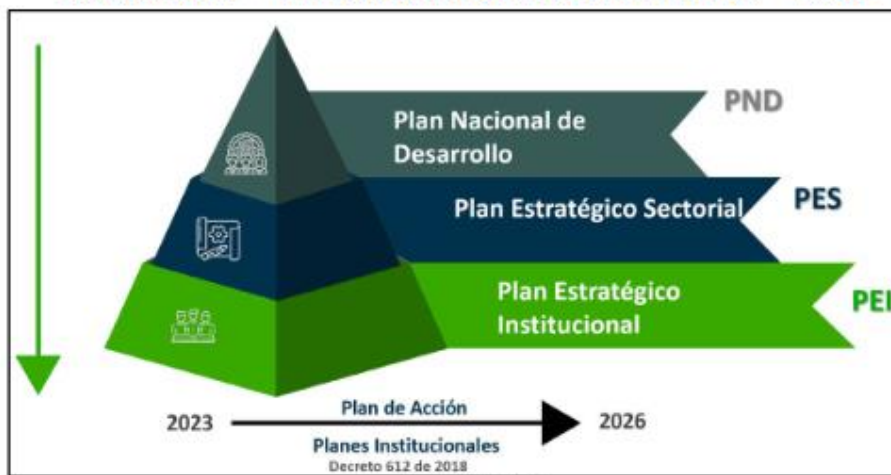 Plan Nacional de
Desarrollo
PND
Plan Estratégico Sectorial
PES
Plan Estratégico
Institucional
PEI
2023
Plan de Acción
2026
Planes Institucionales
Decreto 612 de 2018